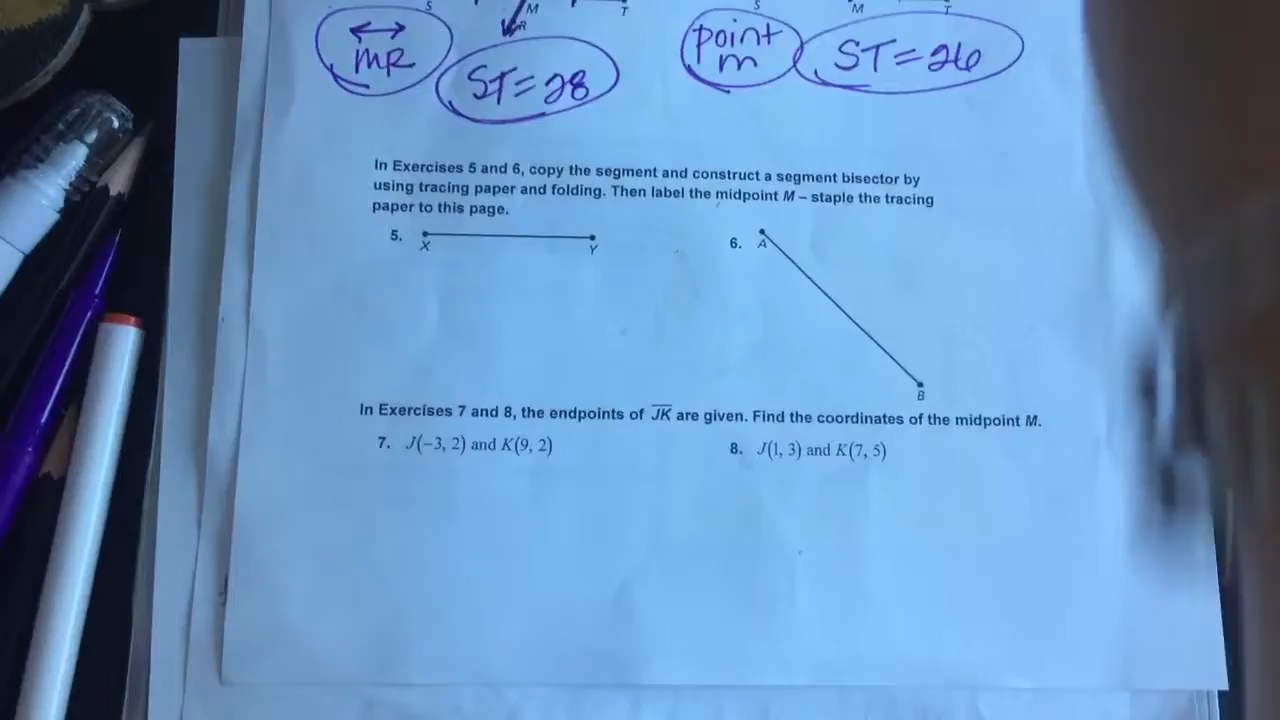 S M T S M T
R
MR
ST=28
point
m
ST=26
In Exercises 5 and 6, copy the segment and construct a segment bisector by
using tracing paper and folding. Then label the midpoint M – staple the tracing
paper to this page.
5. X Y
6. A
B
In Exercises 7 and 8, the endpoints of JK are given. Find the coordinates of the midpoint M.
7. J(−3, 2) and K(9, 2)
8. J(1, 3) and K(7, 5)